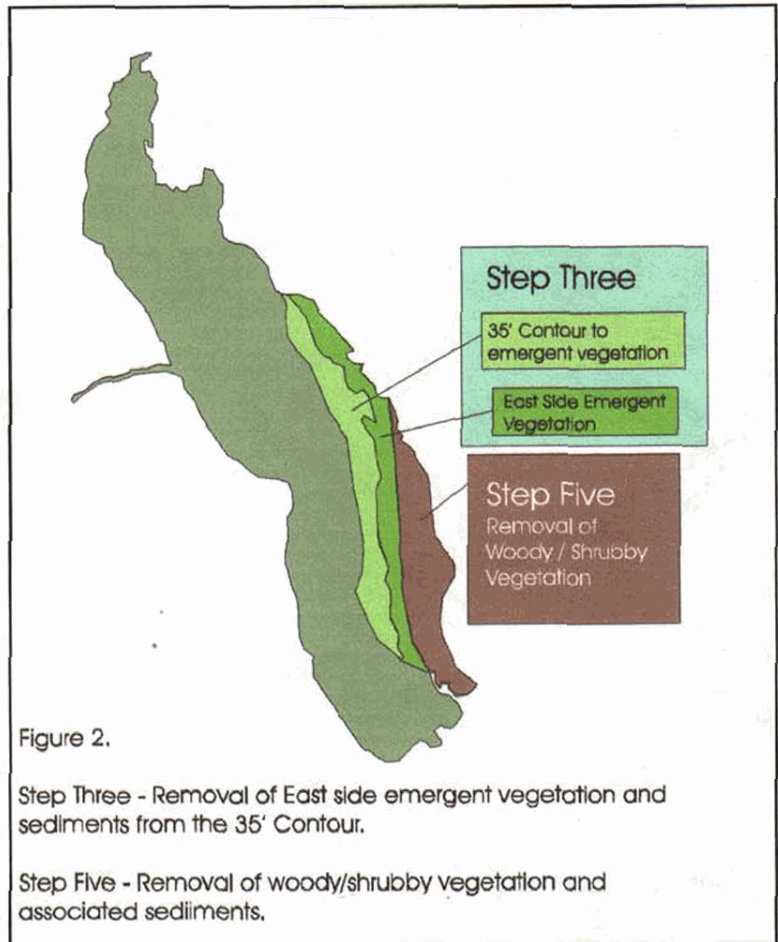 Step Three
35' Contour to
emergent vegetation
East Side Emergent
Vegetation
Step Five
Removal of
Woody / Shrubby
Vegetation
Figure 2.
Step Three - Removal of East side emergent vegetation and
sediments from the 35' Contour.
Step Five - Removal of woody/shrubby vegetation and
associated sediiments.